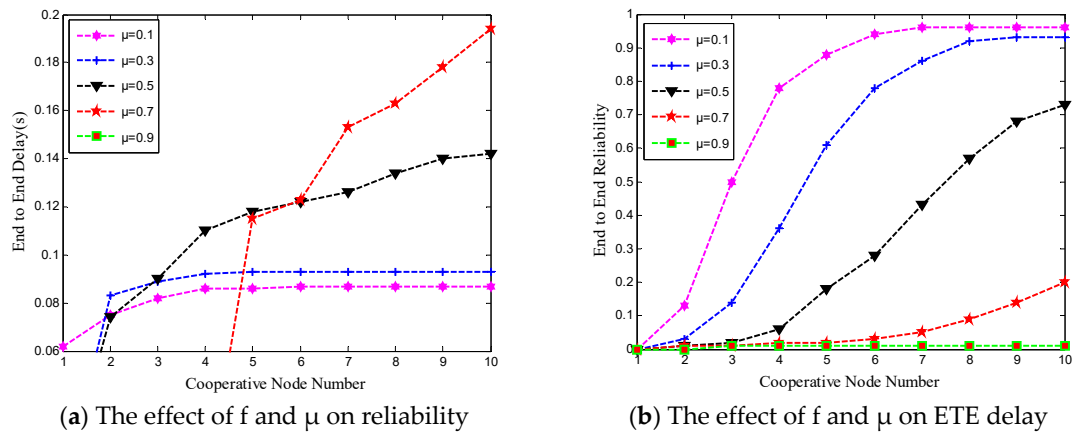 0.2
0.18
0.16
0.14
0.12
0.1
0.08
0.06
End to End Delay(s)
μ=0.1
μ=0.3
μ=0.5
μ=0.7
μ=0.9
1 2 3 4 5 6 7 8 9 10
Cooperative Node Number
(a) The effect of f and μ on reliability
1
0.9
0.8
0.7
0.6
0.5
0.4
0.3
0.2
0.1
0
End to End Reliability
μ=0.1
μ=0.3
μ=0.5
μ=0.7
μ=0.9
1 2 3 4 5 6 7 8 9 10
Cooperative Node Number
(b) The effect of f and μ on ETE delay